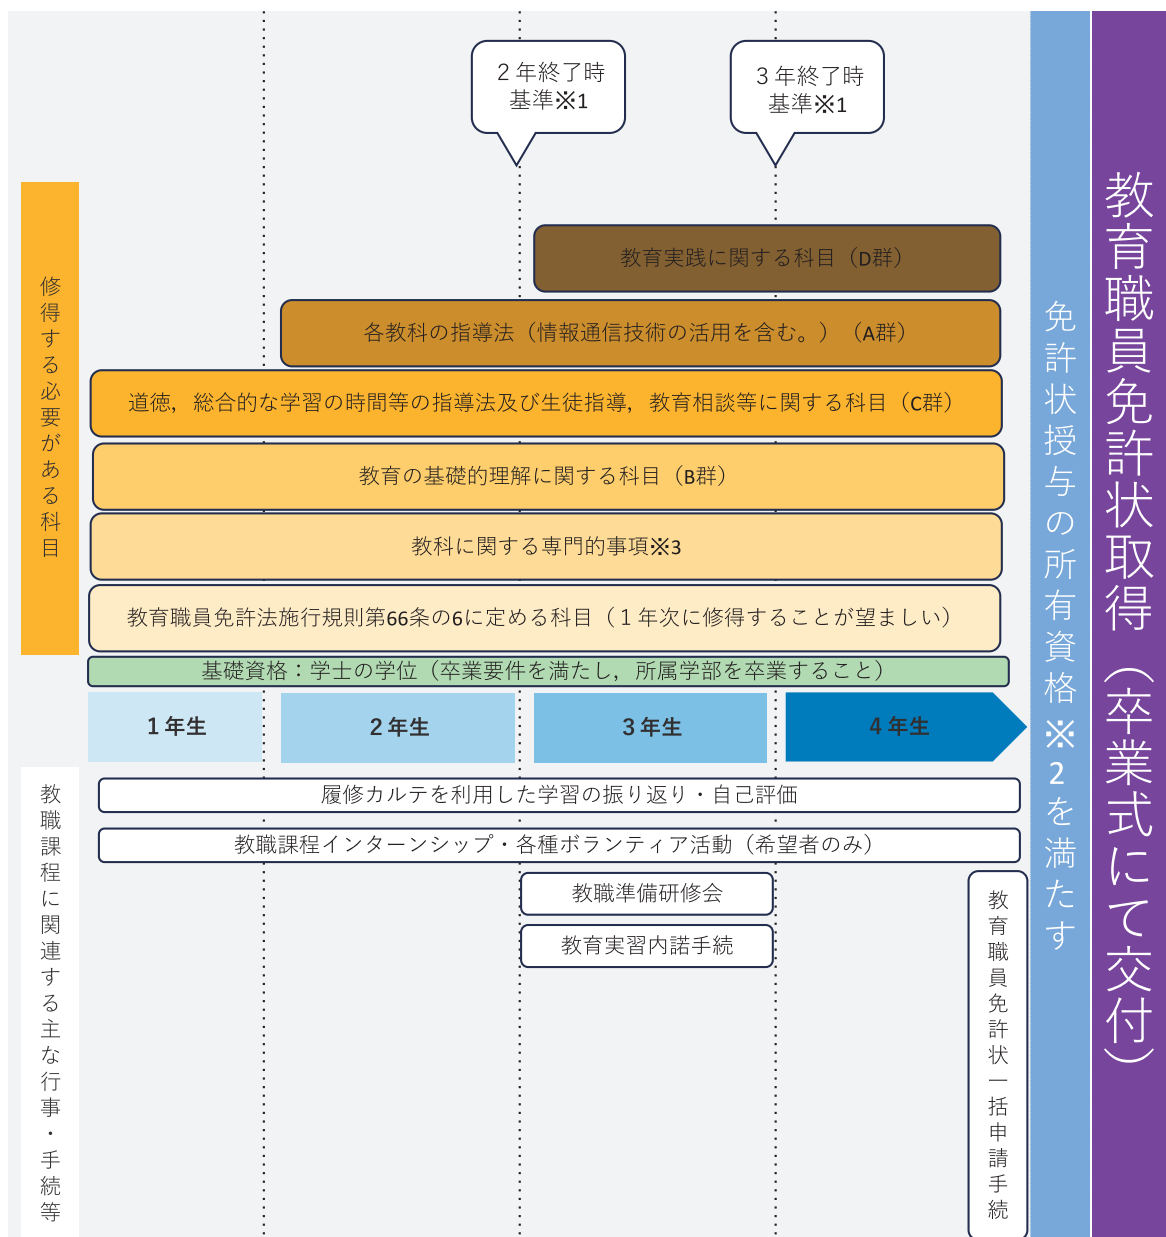 ２年終了時
基準※1
３年終了時
基準※1
修得する必要がある科目
教育実践に関する科目（D群）
各教科の指導法（情報通信技術の活用を含む。）（A群）
道徳，総合的な学習の時間等の指導法及び生徒指導，教育相談等に関する科目（C群）
教育の基礎的理解に関する科目（B群）
教科に関する専門的事項※3
教育職員免許法施行規則第66条の6に定める科目（１年次に修得することが望ましい）
基礎資格：学士の学位（卒業要件を満たし，所属学部を卒業すること）
１年生
２年生
３年生
４年生
教職課程に関連する主な行事・手続等
履修カルテを利用した学習の振り返り・自己評価
教職課程インターンシップ・各種ボランティア活動（希望者のみ）
教職準備研修会
教育実習内諾手続
教育職員免許状一括申請手続
免許状授与の所有資格※2を満たす
教育職員免許状取得（卒業式にて交付）